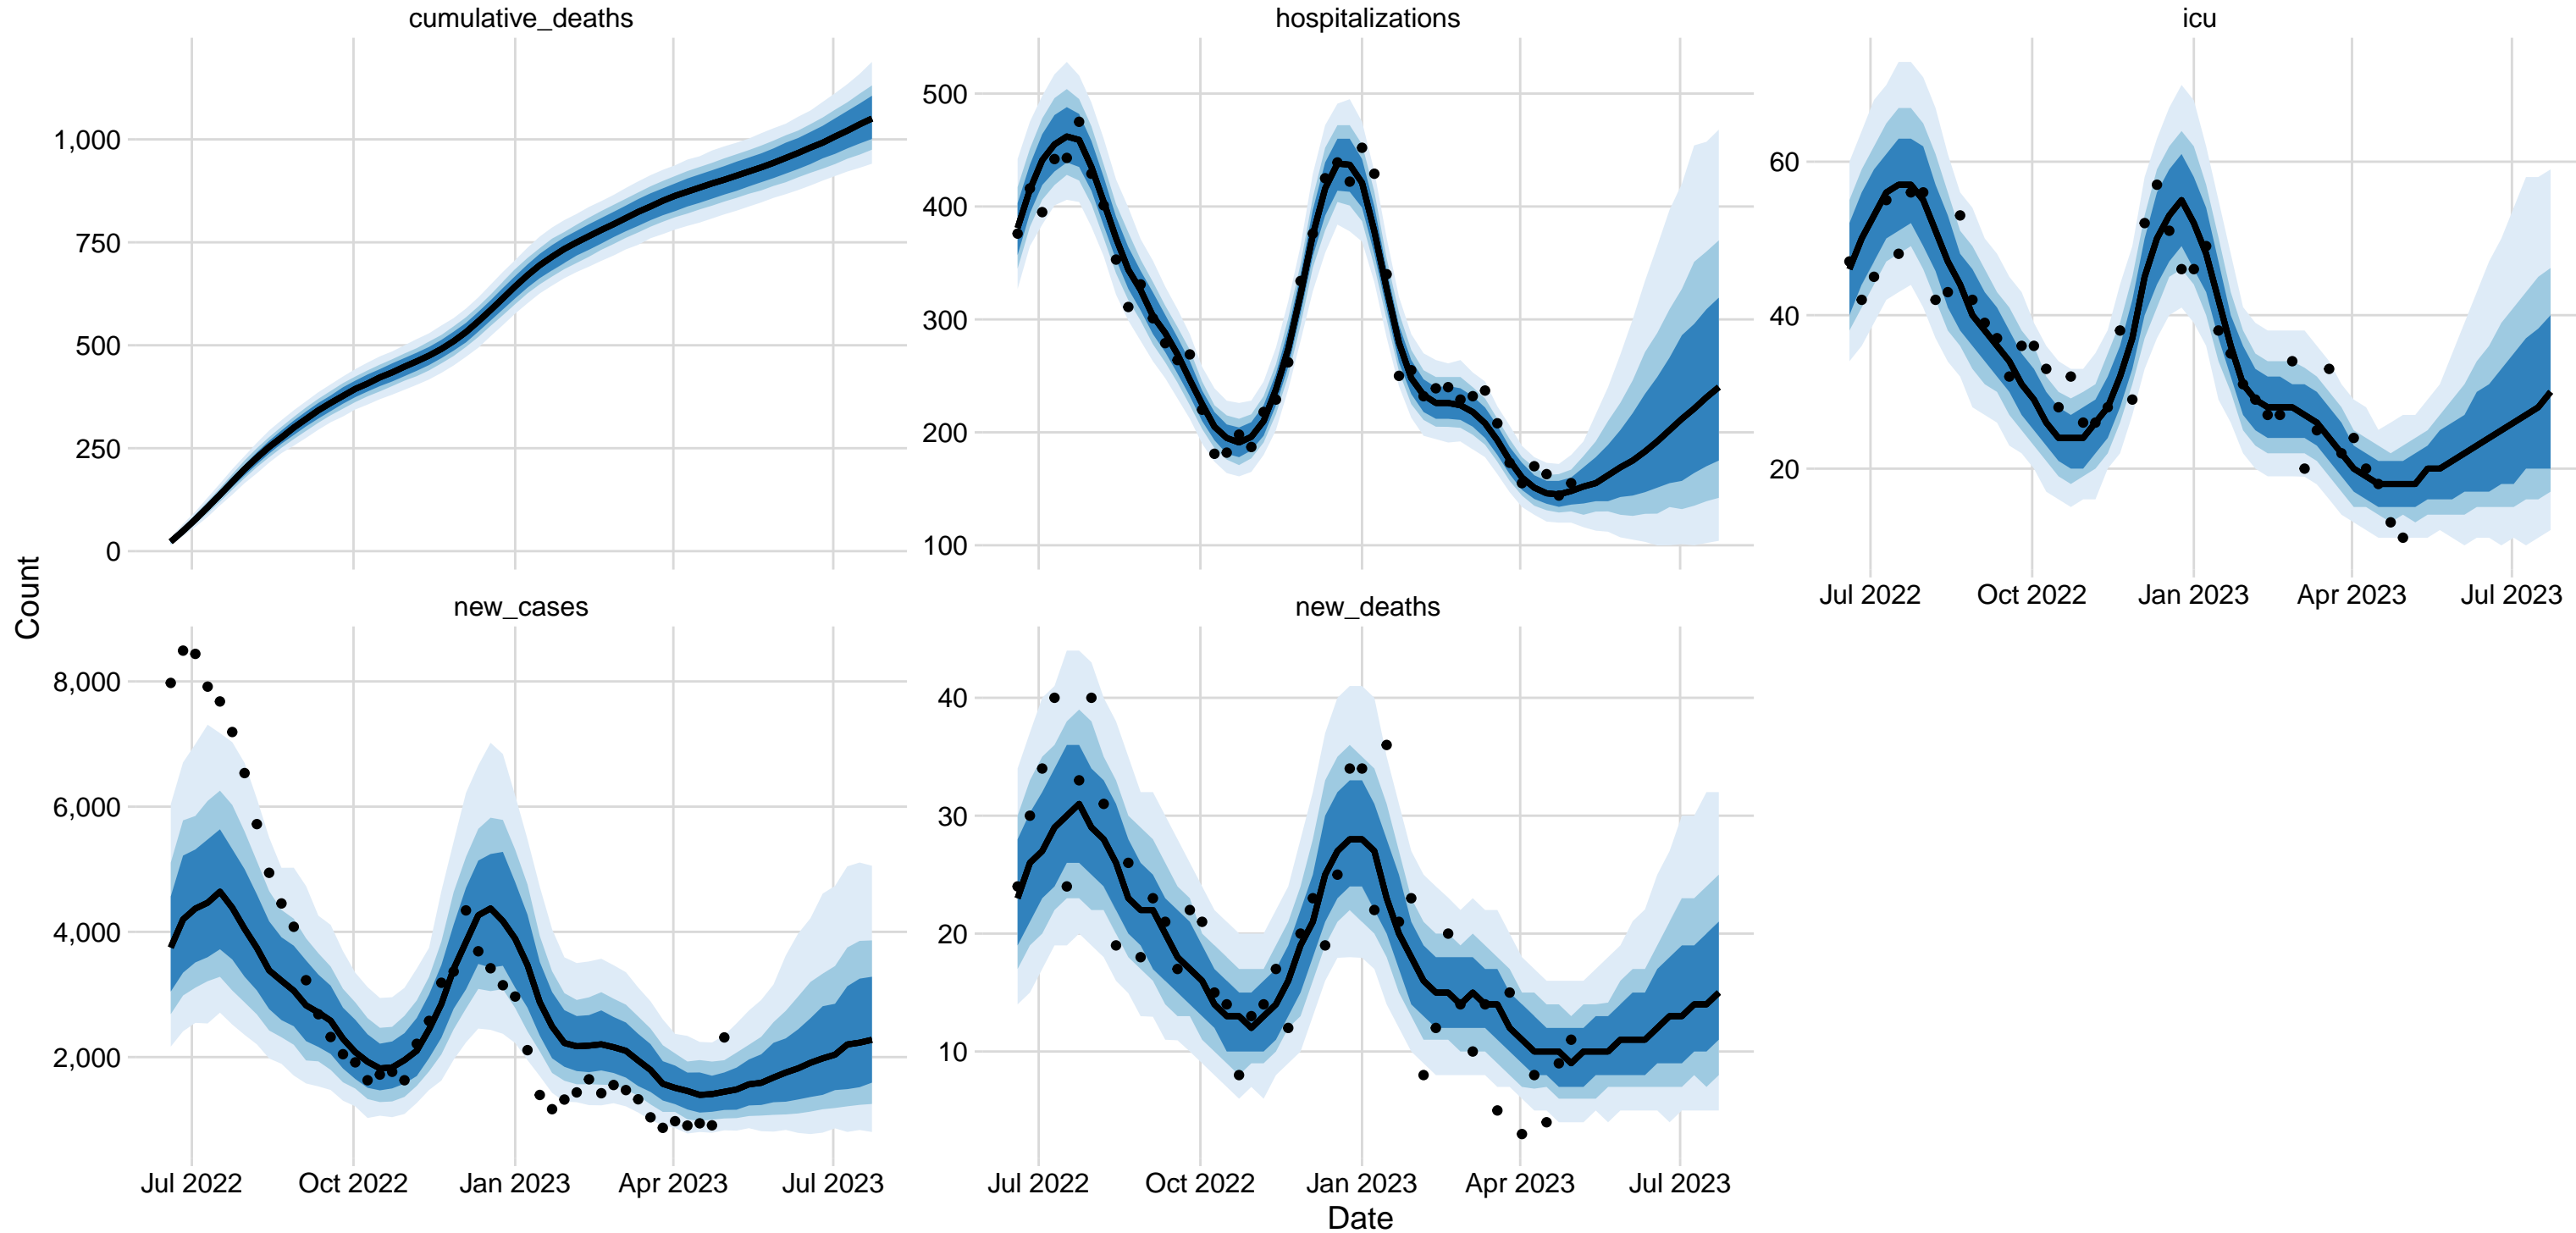 cumulative_deaths
hospitalizations
icu
1,000
750
500
250
0
500
400
300
200
100
60
40
20
Jul 2022 Oct 2022 Jan 2023 Apr 2023 Jul 2023
Count
new_cases
new_deaths
8,000
6,000
4,000
2,000
40
30
20
10
Jul 2022 Oct 2022 Jan 2023 Apr 2023 Jul 2023
Jul 2022 Oct 2022 Jan 2023 Apr 2023 Jul 2023
Date